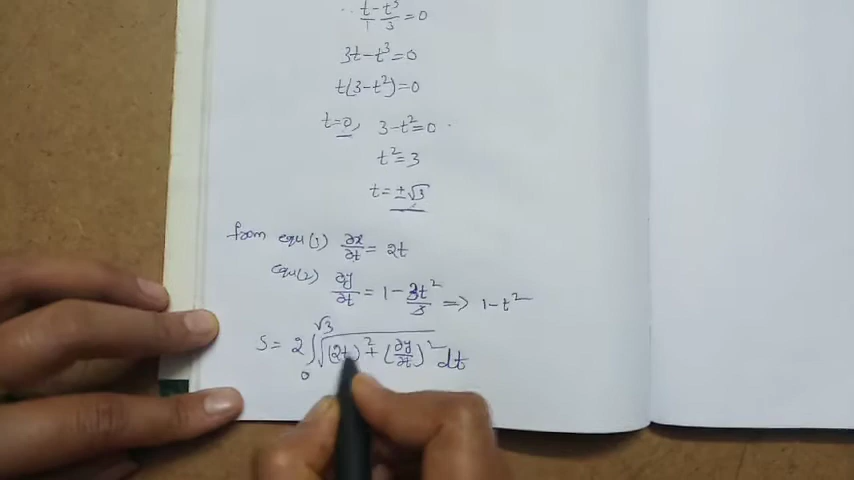 ∴ t/1 - t³/3 = 0
3t - t³ = 0
t(3 - t²) = 0
t = 0, 3 - t² = 0
t² = 3
t = ±√3
from equ(1) ∂x/∂t = 2t
equ(2) ∂y/∂t = 1 - 3t²/3 => 1 - t²
S = 2 ∫₀^√3 √(2t)² + (∂y/∂t)² dt